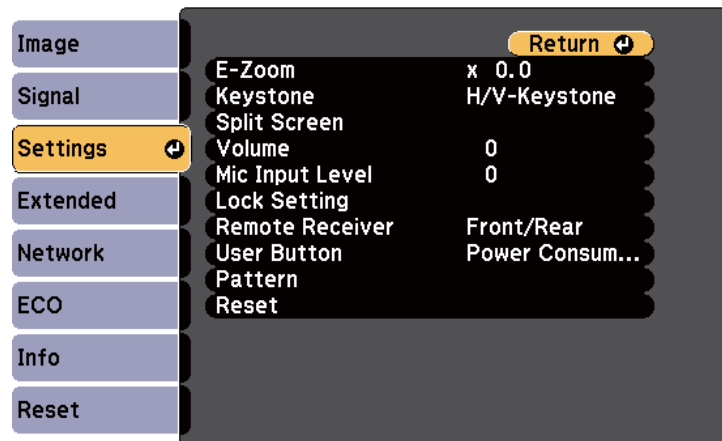 Image
Signal
Settings
Extended
Network
ECO
Info
Reset
Return
E-Zoom x 0.0
Keystone H/V-Keystone
Split Screen
Volume 0
Mic Input Level 0
Lock Setting
Remote Receiver Front/Rear
User Button Power Consum...
Pattern
Reset